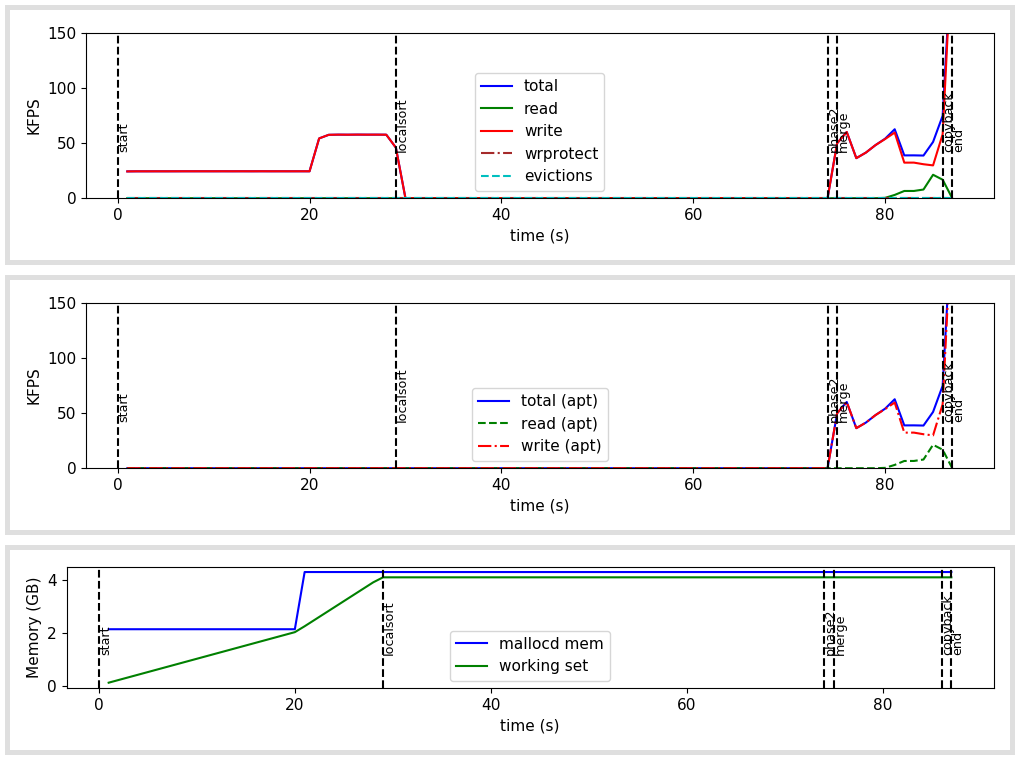 150
100
50
0
KFPS
start
localsort
phase2
merge
copyback
end
total
read
write
wrprotect
evictions
0 20 40 60 80
time (s)
150
100
50
0
KFPS
start
localsort
phase2
merge
copyback
end
total (apt)
read (apt)
write (apt)
0 20 40 60 80
time (s)
4
2
0
Memory (GB)
start
localsort
phase2
merge
copyback
end
mallocd mem
working set
0 20 40 60 80
time (s)